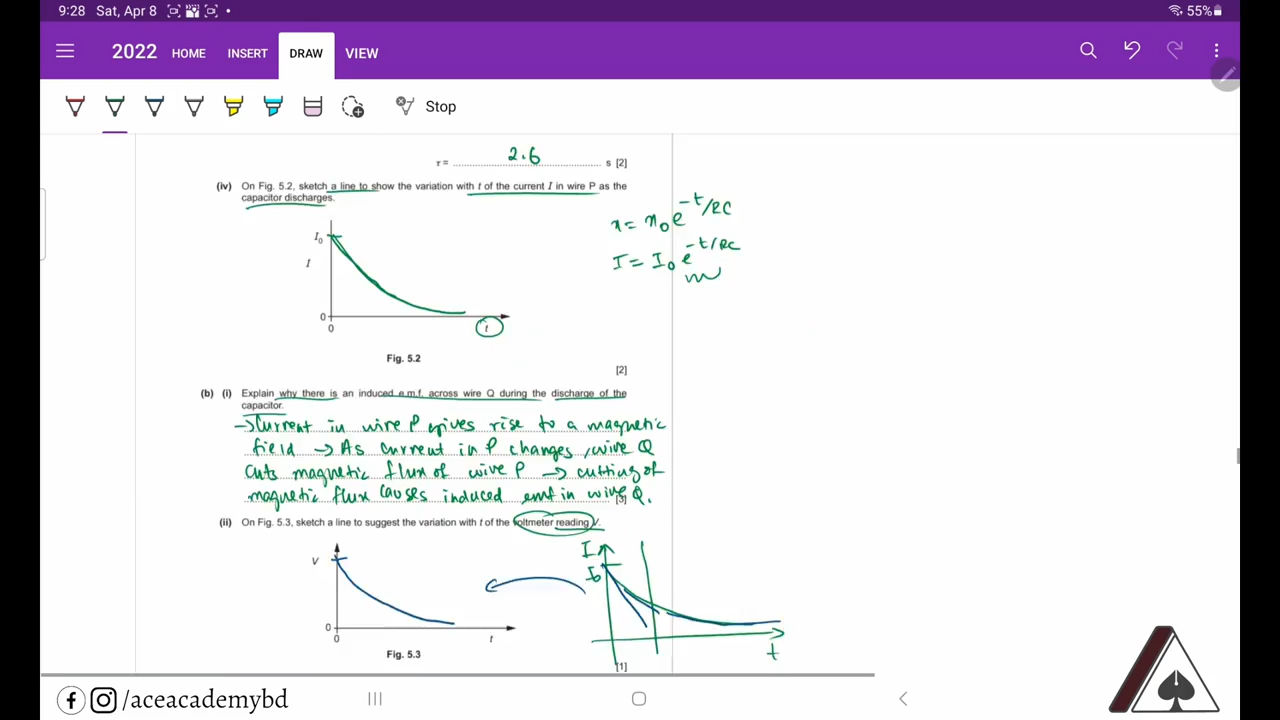 9:28 Sat, Apr 8
55%
2022 HOME INSERT DRAW VIEW
Stop
τ = 2.6 s [2]
(iv) On Fig. 5.2, sketch a line to show the variation with t of the current I in wire P as the
capacitor discharges.
x = x₀e^-t/RC
I = I₀e^-t/RC
I₀
I
0
0
t
Fig. 5.2
[2]
(b) (i) Explain why there is an induced e.m.f. across wire Q during the discharge of the
capacitor.
→ Current in wire P gives rise to a magnetic
field → As current in P changes, wire Q
cuts magnetic flux of wire P → cutting of
magnetic flux causes induced emf in wire Q.
[3]
(ii) On Fig. 5.3, sketch a line to suggest the variation with t of the voltmeter reading V.
V
0
0
t
I
I₀
t
Fig. 5.3
[1]
/aceacademybd